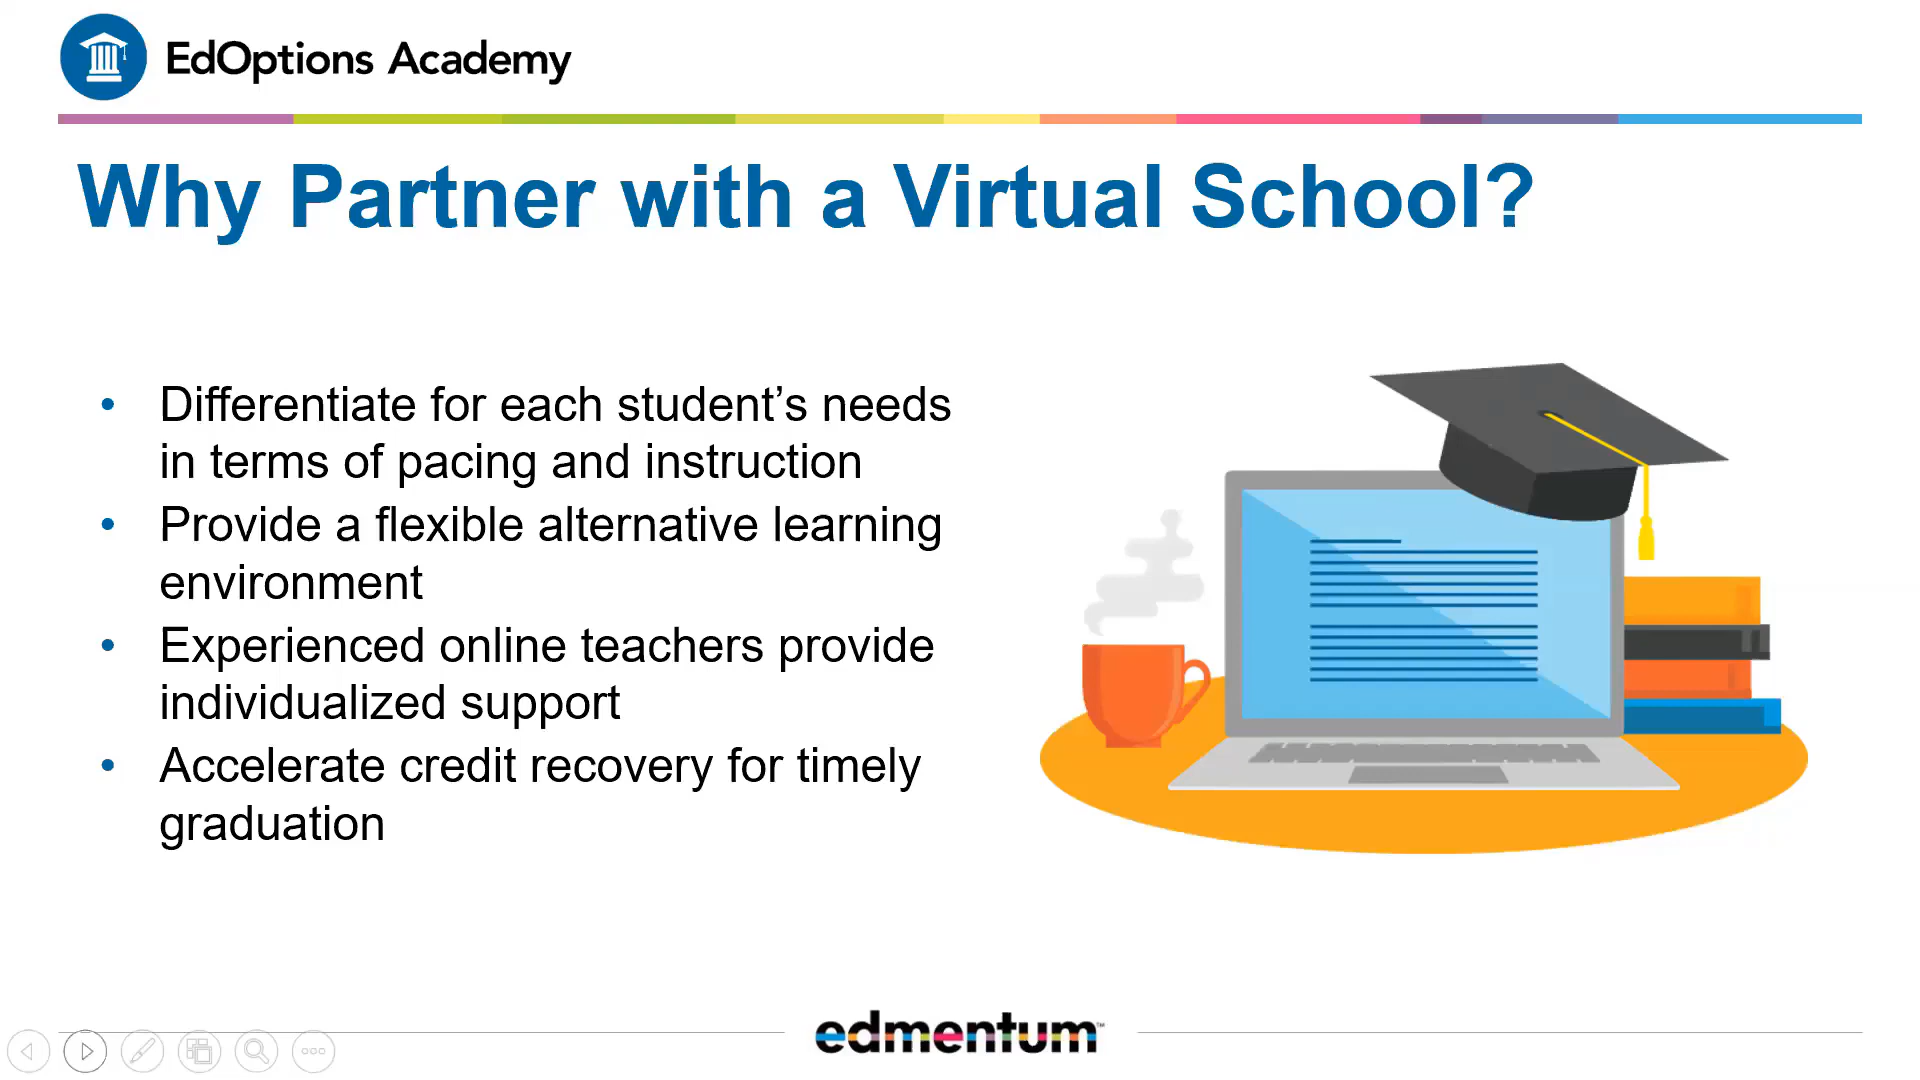 EdOptions Academy
Why Partner with a Virtual School?
• Differentiate for each student’s needs
in terms of pacing and instruction
• Provide a flexible alternative learning
environment
• Experienced online teachers provide
individualized support
• Accelerate credit recovery for timely
graduation
edmentum™